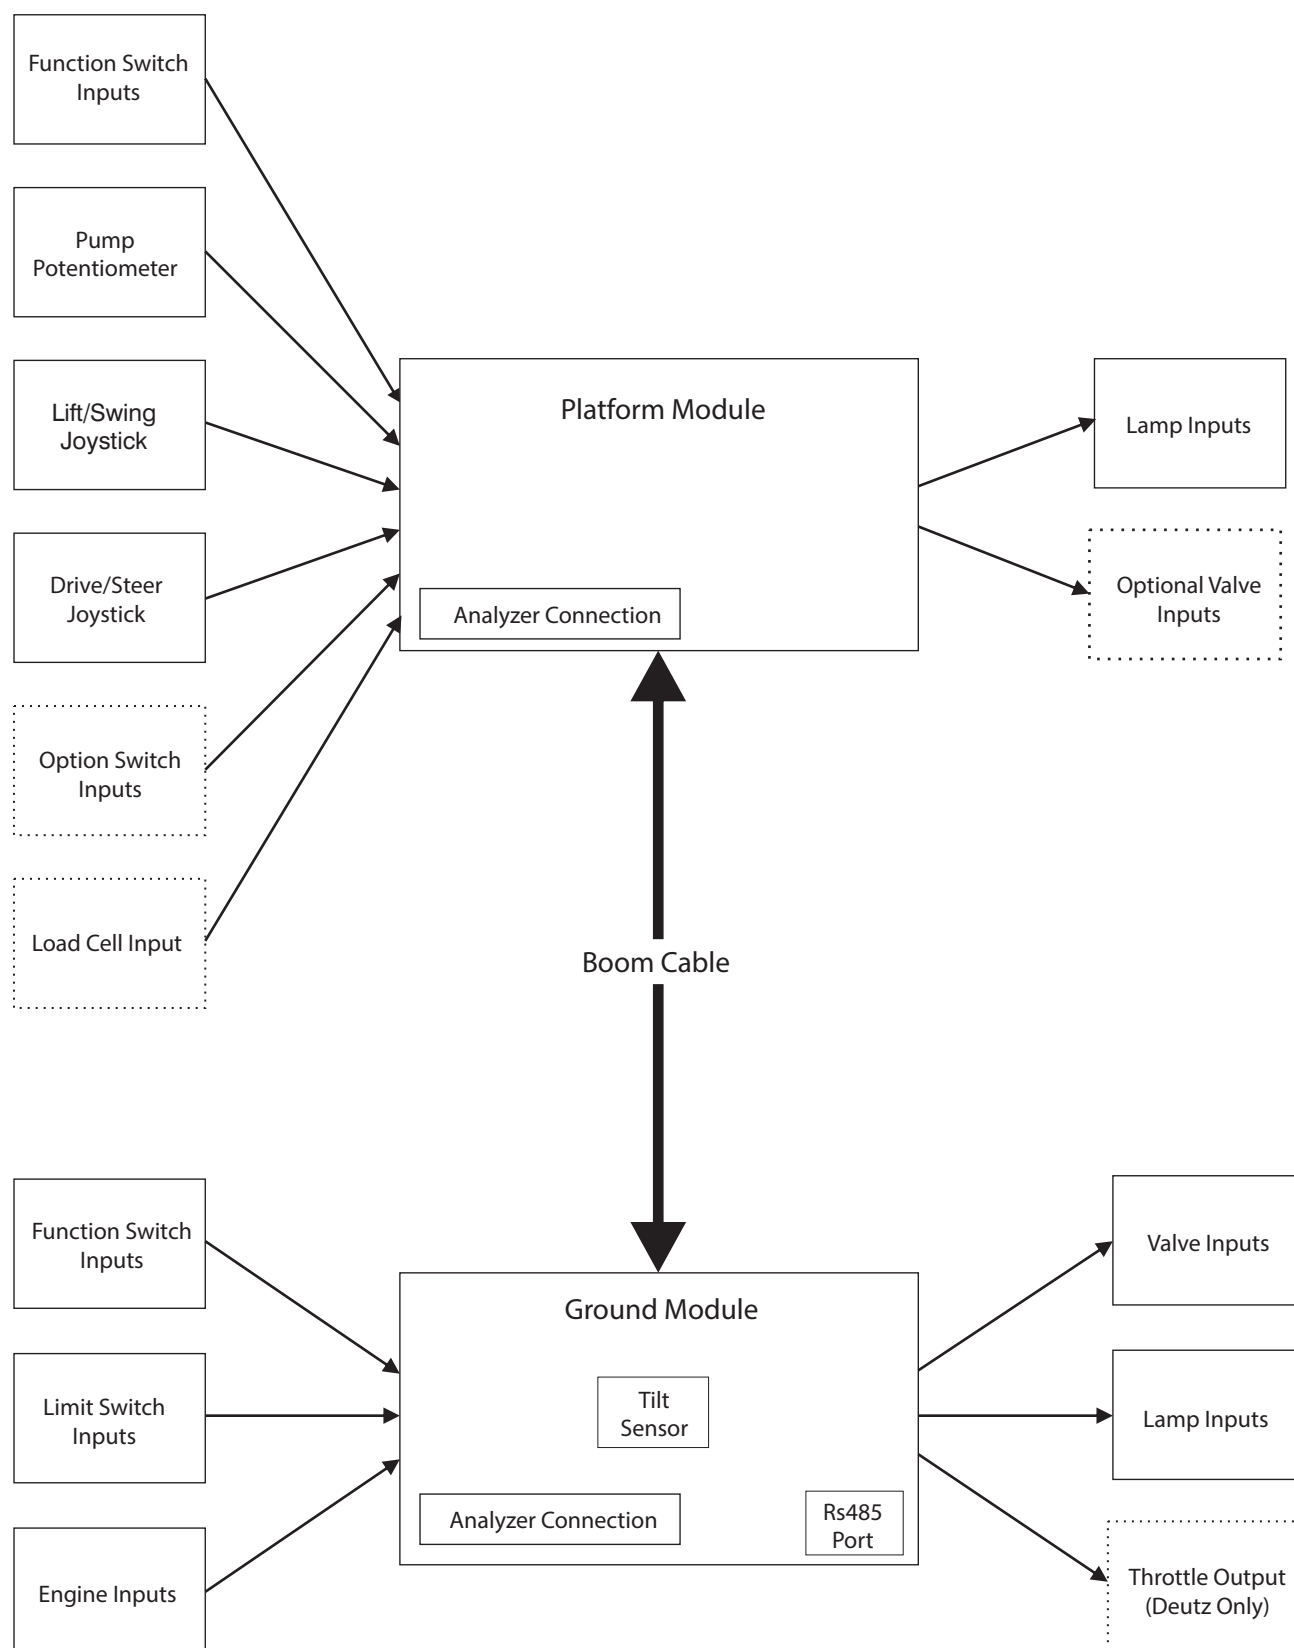 Function Switch
Inputs
Pump
Potentiometer
Lift/Swing
Joystick
Drive/Steer
Joystick
Option Switch
Inputs
Load Cell Input
Platform Module
Analyzer Connection
Lamp Inputs
Optional Valve
Inputs
Boom Cable
Function Switch
Inputs
Limit Switch
Inputs
Engine Inputs
Ground Module
Tilt
Sensor
Analyzer Connection
Rs485
Port
Valve Inputs
Lamp Inputs
Throttle Output
(Deutz Only)